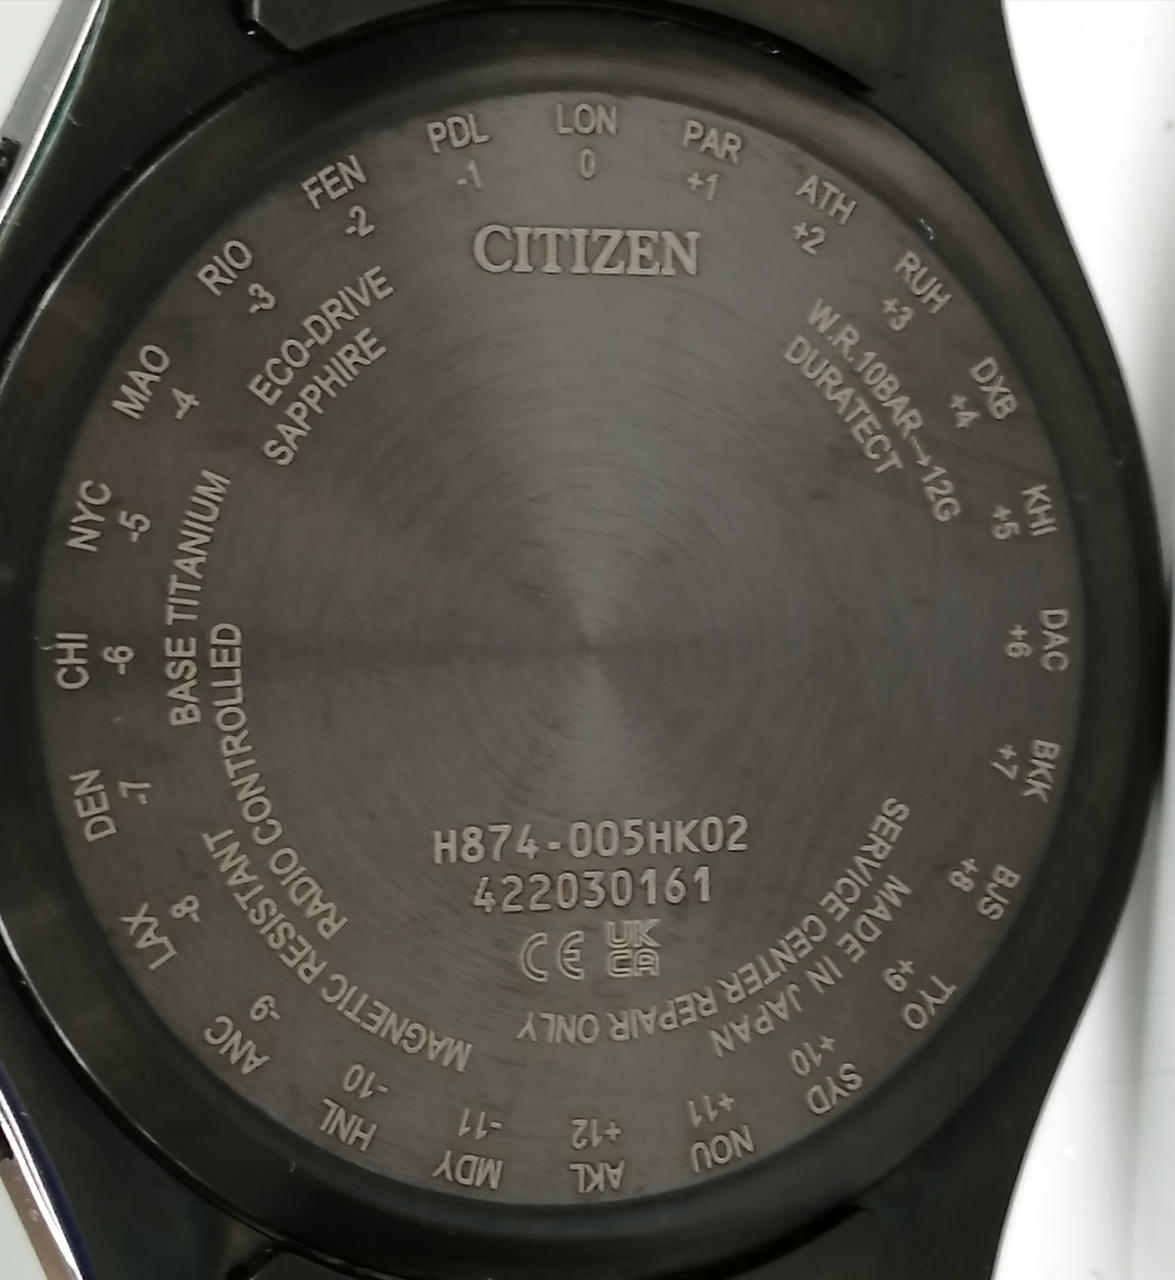 LON
0
PAR
+1
ATH
+2
RUH
+3
DXB
+4
KHI
+5
DAC
+6
BKK
+7
BJS
+8
TYO
+9
SYD
+10
NOU
+11
AKL
+12
MDY
-11
HNL
-10
ANC
-9
LAX
-8
DEN
-7
CHI
-6
NYC
-5
MAO
-4
RIO
-3
FEN
-2
PDL
-1
CITIZEN
ECO-DRIVE
SAPPHIRE
W.R.10BAR→12G
DURATECT
BASE TITANIUM
RADIO CONTROLLED
MAGNETIC RESISTANT
H874-005HK02
422030161
CE UKCA
SERVICE CENTER REPAIR ONLY
MADE IN JAPAN